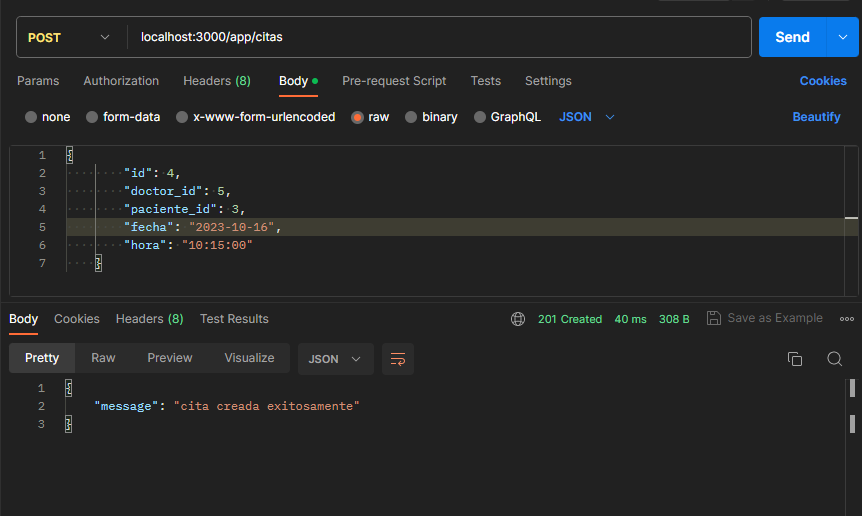 POST localhost:3000/app/citas Send
Params Authorization Headers (8) Body Pre-request Script Tests Settings Cookies
none form-data x-www-form-urlencoded raw binary GraphQL JSON Beautify
1 {
2 "id": 4,
3 "doctor_id": 5,
4 "paciente_id": 3,
5 "fecha": "2023-10-16",
6 "hora": "10:15:00"
7 }
Body Cookies Headers (8) Test Results 201 Created 40 ms 308 B Save as Example
Pretty Raw Preview Visualize JSON
1 {
2 "message": "cita creada exitosamente"
3 }